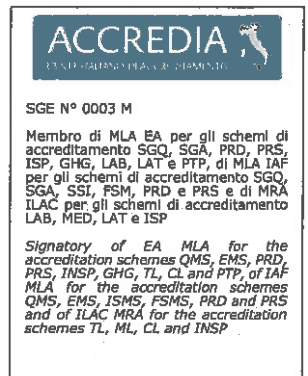 ACCREDIA
L'ENTE ITALIANO DI ACCREDITAMENTO
SGE N° 0003 M
Membro di MLA EA per gli schemi di
accreditamento SGQ, SGA, PRD, PRS,
ISP, GHG, LAB, LAT e PTP, di MLA IAF
per gli schemi di accreditamento SGQ,
SGA, SSI, FSM, PRD e PRS e di MRA
ILAC per gli schemi di accreditamento
LAB, MED, LAT e ISP
Signatory of EA MLA for the
accreditation schemes QMS, EMS, PRD,
PRS, INSP, GHG, TL, CL and PTP, of IAF
MLA for the accreditation schemes
QMS, EMS, ISMS, FSMS, PRD and PRS
and of ILAC MRA for the accreditation
schemes TL, ML, CL and INSP